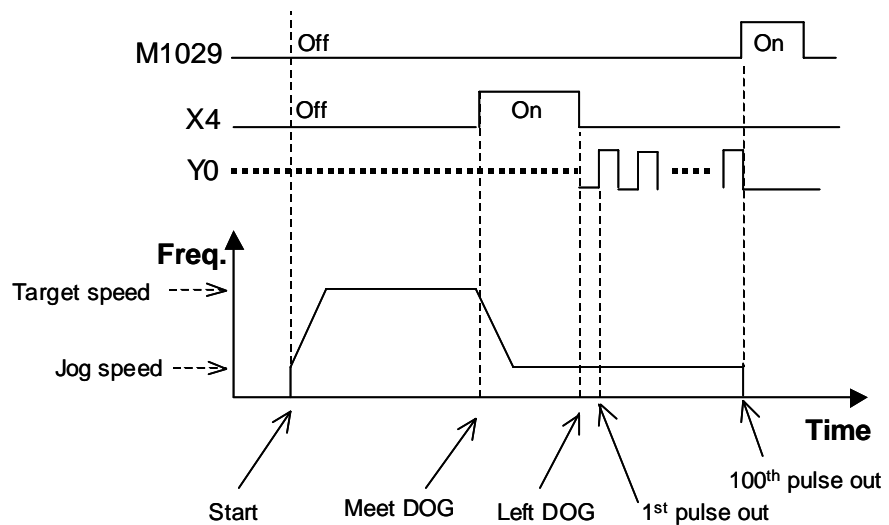 Off
On
M1029
Off
On
X4
Y0
Freq.
Target speed
Jog speed
Time
100th pulse out
Start
Meet DOG
Left DOG
1st pulse out